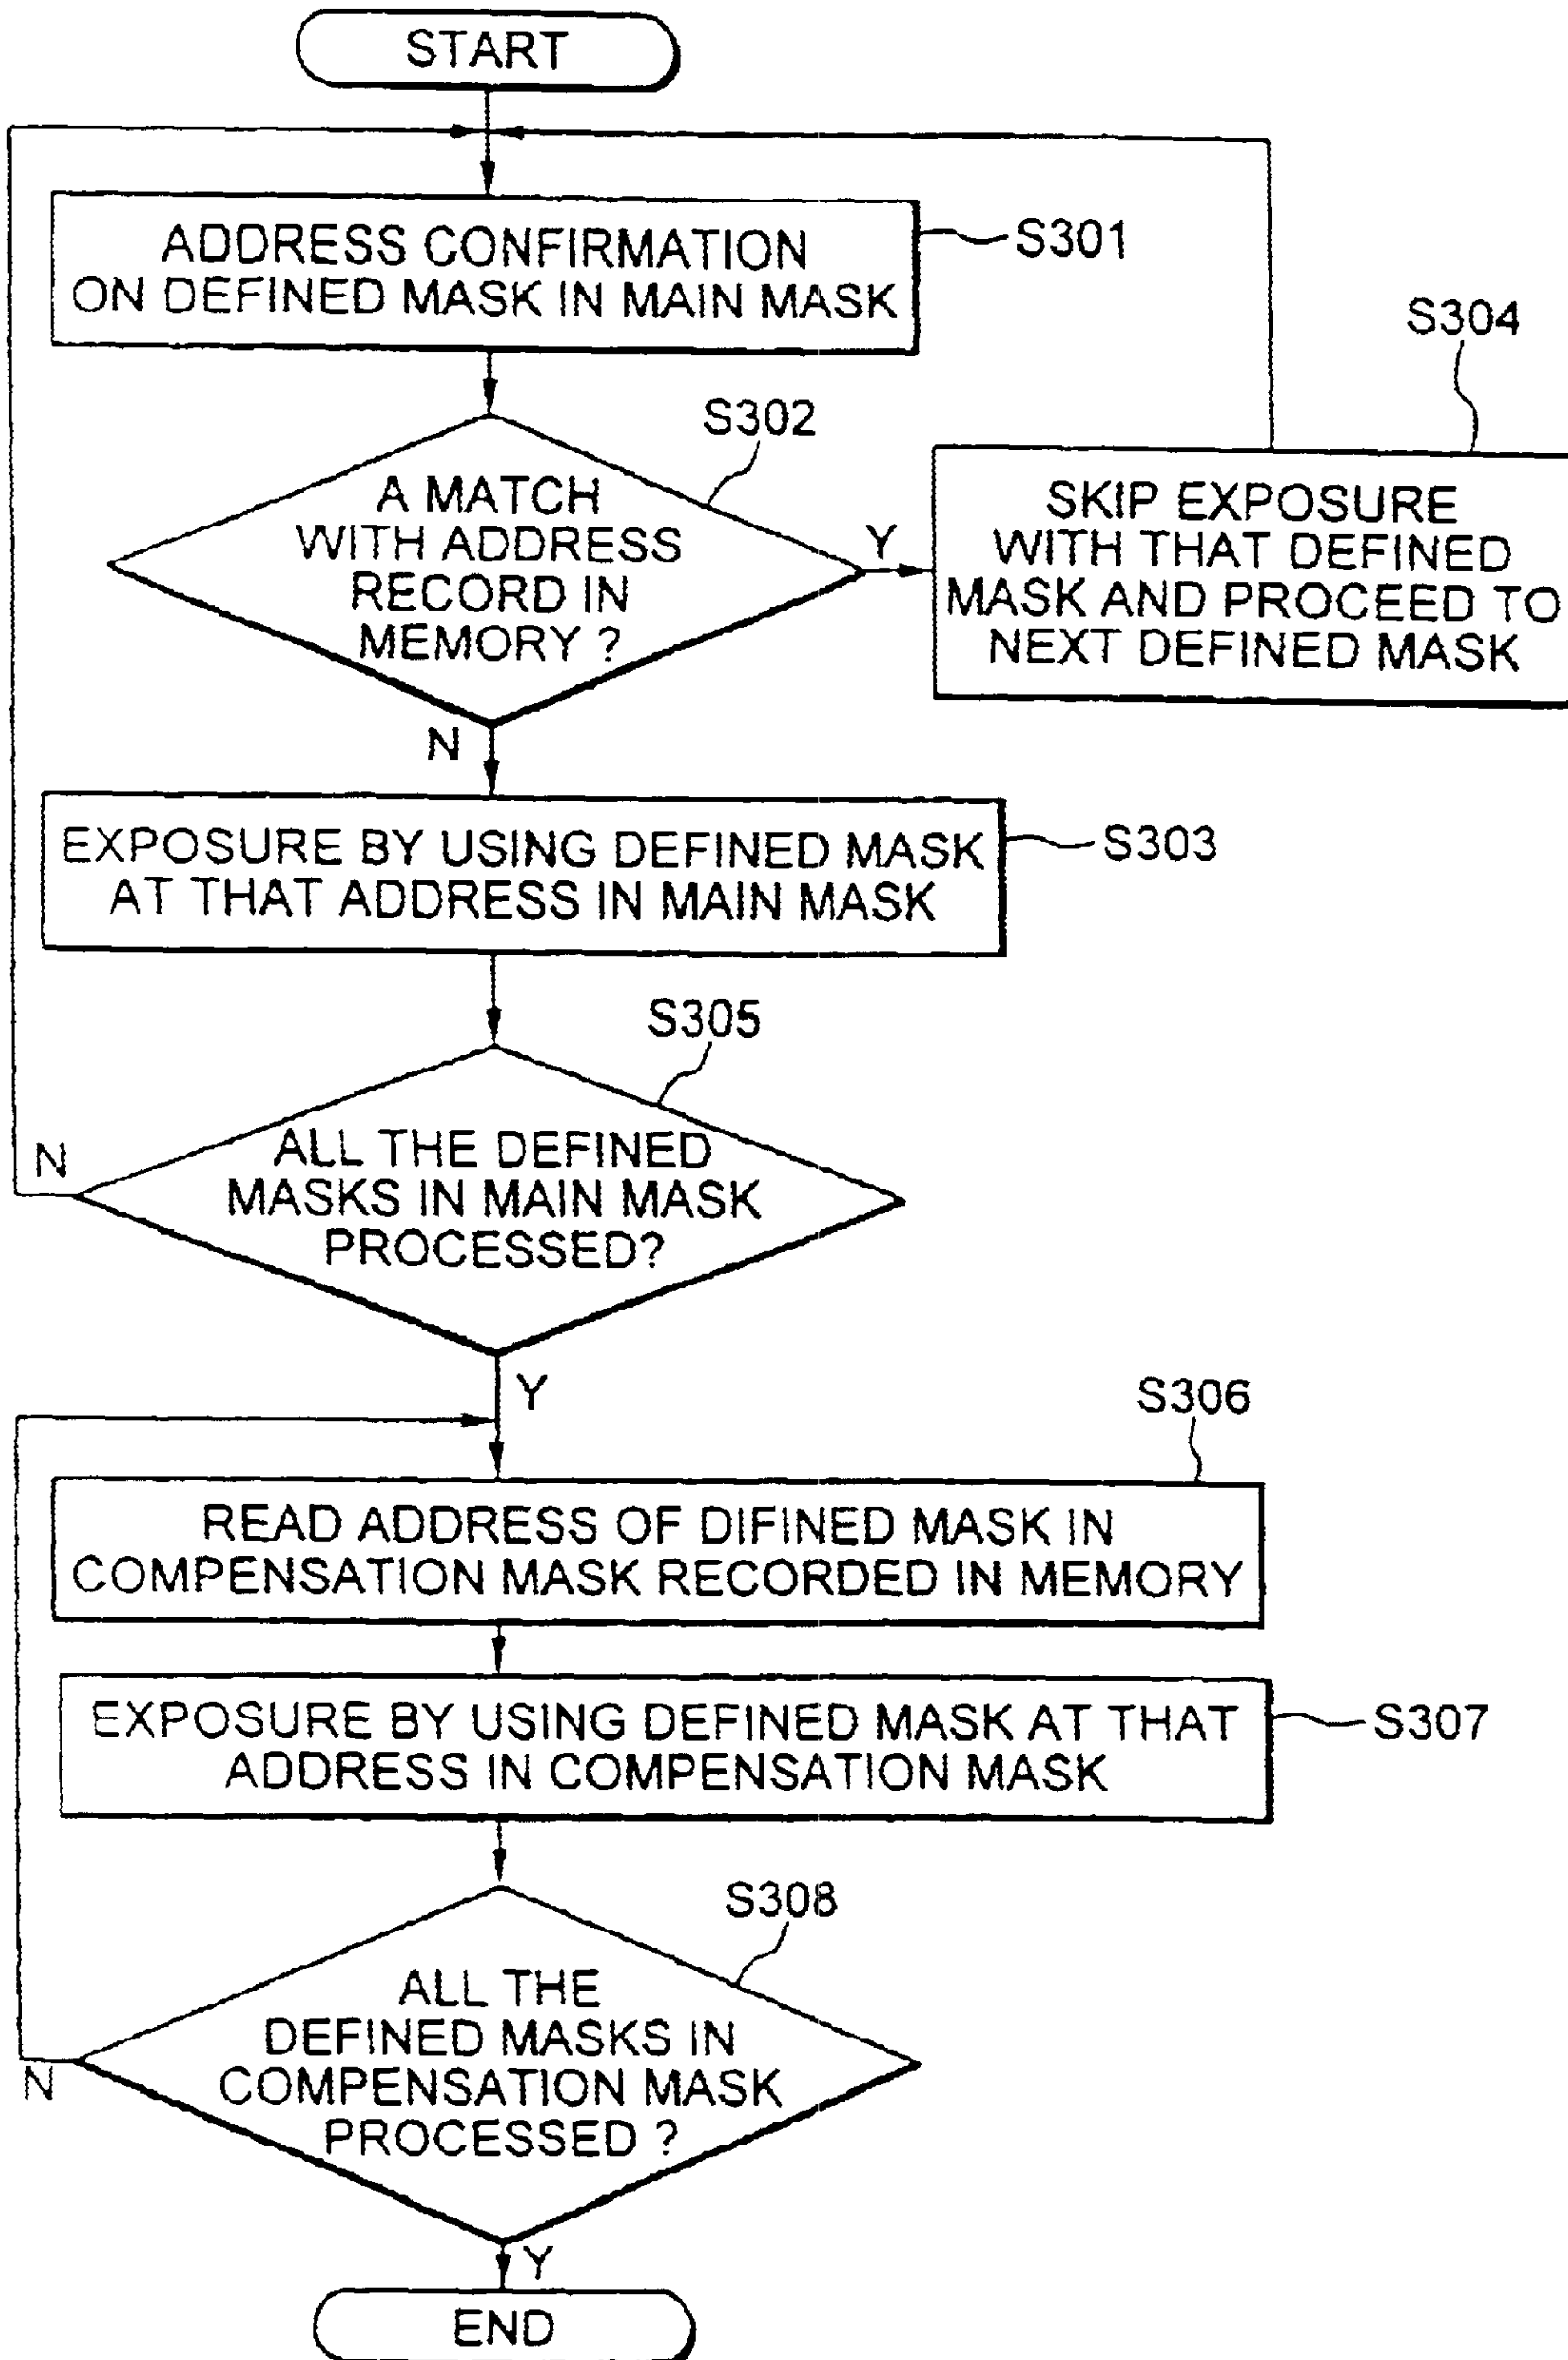 START
ADDRESS CONFIRMATION
ON DEFINED MASK IN MAIN MASK
S301
S302
A MATCH
WITH ADDRESS
RECORD IN
MEMORY ?
Y
S304
SKIP EXPOSURE
WITH THAT DEFINED
MASK AND PROCEED TO
NEXT DEFINED MASK
N
EXPOSURE BY USING DEFINED MASK
AT THAT ADDRESS IN MAIN MASK
S303
S305
N
ALL THE DEFINED
MASKS IN MAIN MASK
PROCESSED?
Y
S306
READ ADDRESS OF DIFINED MASK IN
COMPENSATION MASK RECORDED IN MEMORY
EXPOSURE BY USING DEFINED MASK AT THAT
ADDRESS IN COMPENSATION MASK
S307
S308
ALL THE
DEFINED MASKS IN
COMPENSATION MASK
PROCESSED ?
N
Y
END